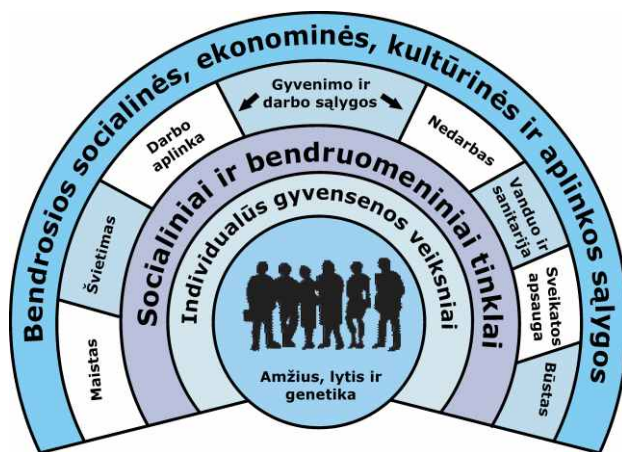 Bendrosios socialinės, ekonominės, kultūrinės ir aplinkos sąlygos
Gyvenimo ir
darbo sąlygos
Maistas
Švietimas
Darbo
aplinka
Nedarbas
Vanduo ir
sanitarija
Sveikatos
apsauga
Būstas
Socialiniai ir bendruomeniniai tinklai
Individualūs gyvensenos veiksniai
Amžius, lytis ir
genetika